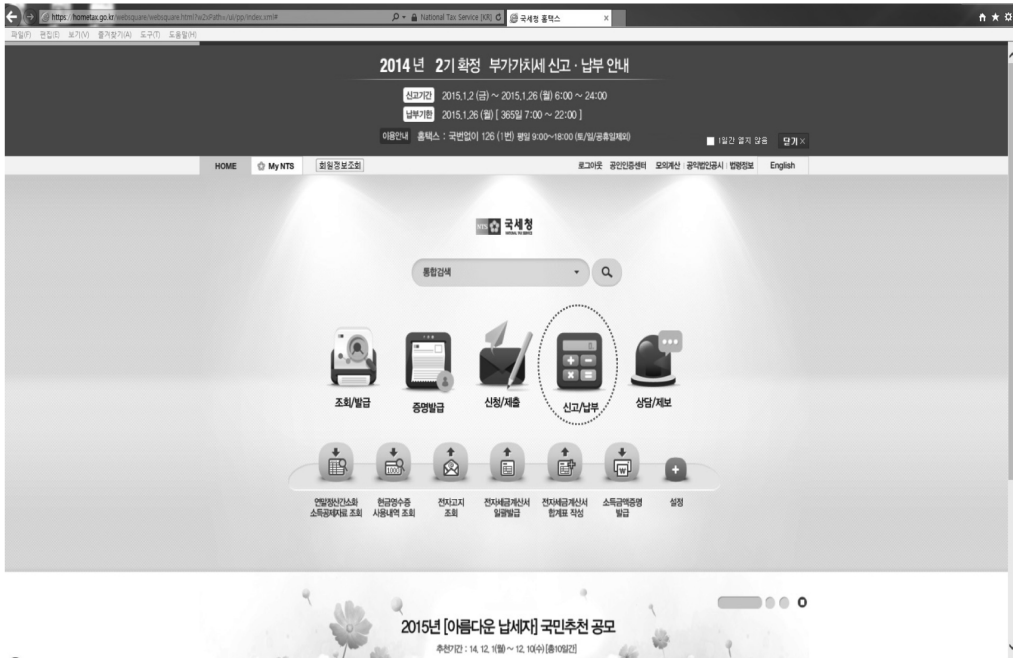 https://hometax.go.kr/websquare/websquare.html?w2xPath=/ui/pp/index.xml#
National Tax Service [KR]
국세청 홈택스
파일(F) 편집(E) 보기(V) 즐겨찾기(A) 도구(T) 도움말(H)
2014년 2기 확정 부가가치세 신고 · 납부 안내
신고기간 2015.1.2 (금) ~ 2015.1.26 (월) 6:00 ~ 24:00
납부기한 2015.1.26 (월) [ 365일 7:00 ~ 22:00 ]
이용안내 홈택스 : 국번없이 126 (1번) 평일 9:00~18:00 (토/일/공휴일제외)
1일간 열지 않음 닫기 X
HOME My NTS 회원정보조회 로그아웃 공인인증센터 모의계산 공익법인공시 법령정보 English
NTS 국세청
NATIONAL TAX SERVICE
통합검색
조회/발급 증명발급 신청/제출 신고/납부 상담/제보
연말정산간소화 소득공제자료 조회
현금영수증 사용내역 조회
전자고지 조회
전자세금계산서 일괄발급
전자세금계산서 합계표 작성
소득금액증명 발급
설정
2015년 [아름다운 납세자] 국민추천 공모
추천기간 : 14. 12. 1(월) ~ 12. 10(수) [총10일간]